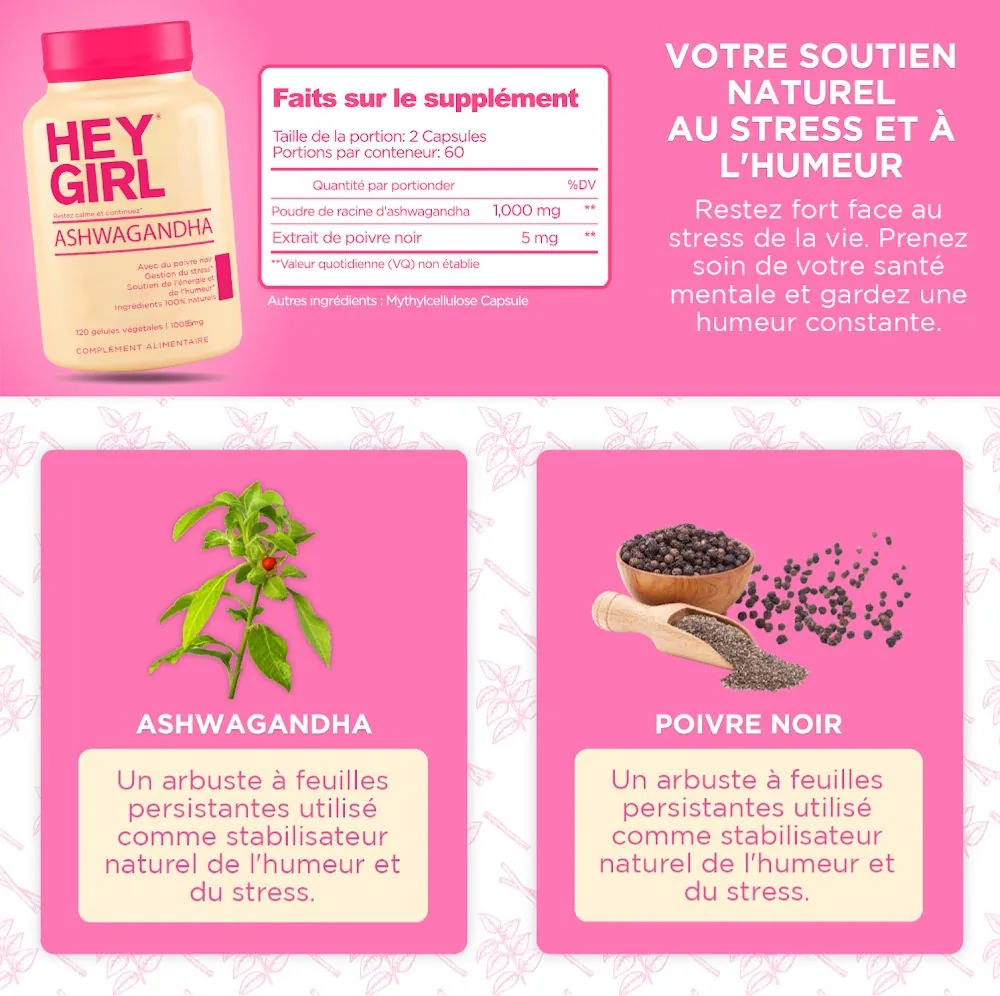 HEY
GIRL
Restez calme et continuez*
ASHWAGANDHA
Avec du poivre noir
Gestion du stress*
Soutien de l'énergie et
de l'humeur*
Ingrédients 100% naturels
120 gélules végétales |
COMPLÉMENT ALIMENTAIRE
Faits sur le supplément
Taille de la portion: 2 Capsules
Portions par conteneur: 60
Quantité par portionder %DV
Poudre de racine d'ashwagandha 1,000 mg **
Extrait de poivre noir 5 mg **
**Valeur quotidienne (VQ) non établie
Autres ingrédients : Mythylcellulose Capsule
VOTRE SOUTIEN
NATUREL
AU STRESS ET À
L'HUMEUR
Restez fort face au
stress de la vie. Prenez
soin de votre santé
mentale et gardez une
humeur constante.
ASHWAGANDHA
Un arbuste à feuilles
persistantes utilisé
comme stabilisateur
naturel de l'humeur et
du stress.
POIVRE NOIR
Un arbuste à feuilles
persistantes utilisé
comme stabilisateur
naturel de l'humeur et
du stress.